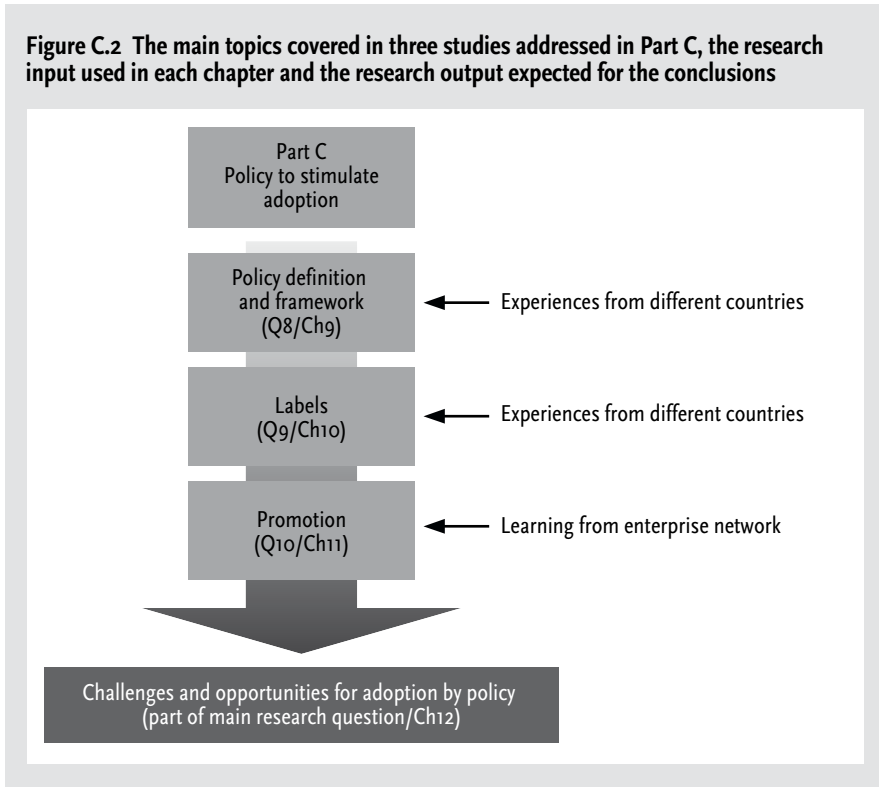 Figure C.2 The main topics covered in three studies addressed in Part C, the research
input used in each chapter and the research output expected for the conclusions
Part C
Policy to stimulate
adoption
Policy definition
and framework
(Q8/Ch9)
Experiences from different countries
Labels
(Q9/Ch10)
Experiences from different countries
Promotion
(Q10/Ch11)
Learning from enterprise network
Challenges and opportunities for adoption by policy
(part of main research question/Ch12)